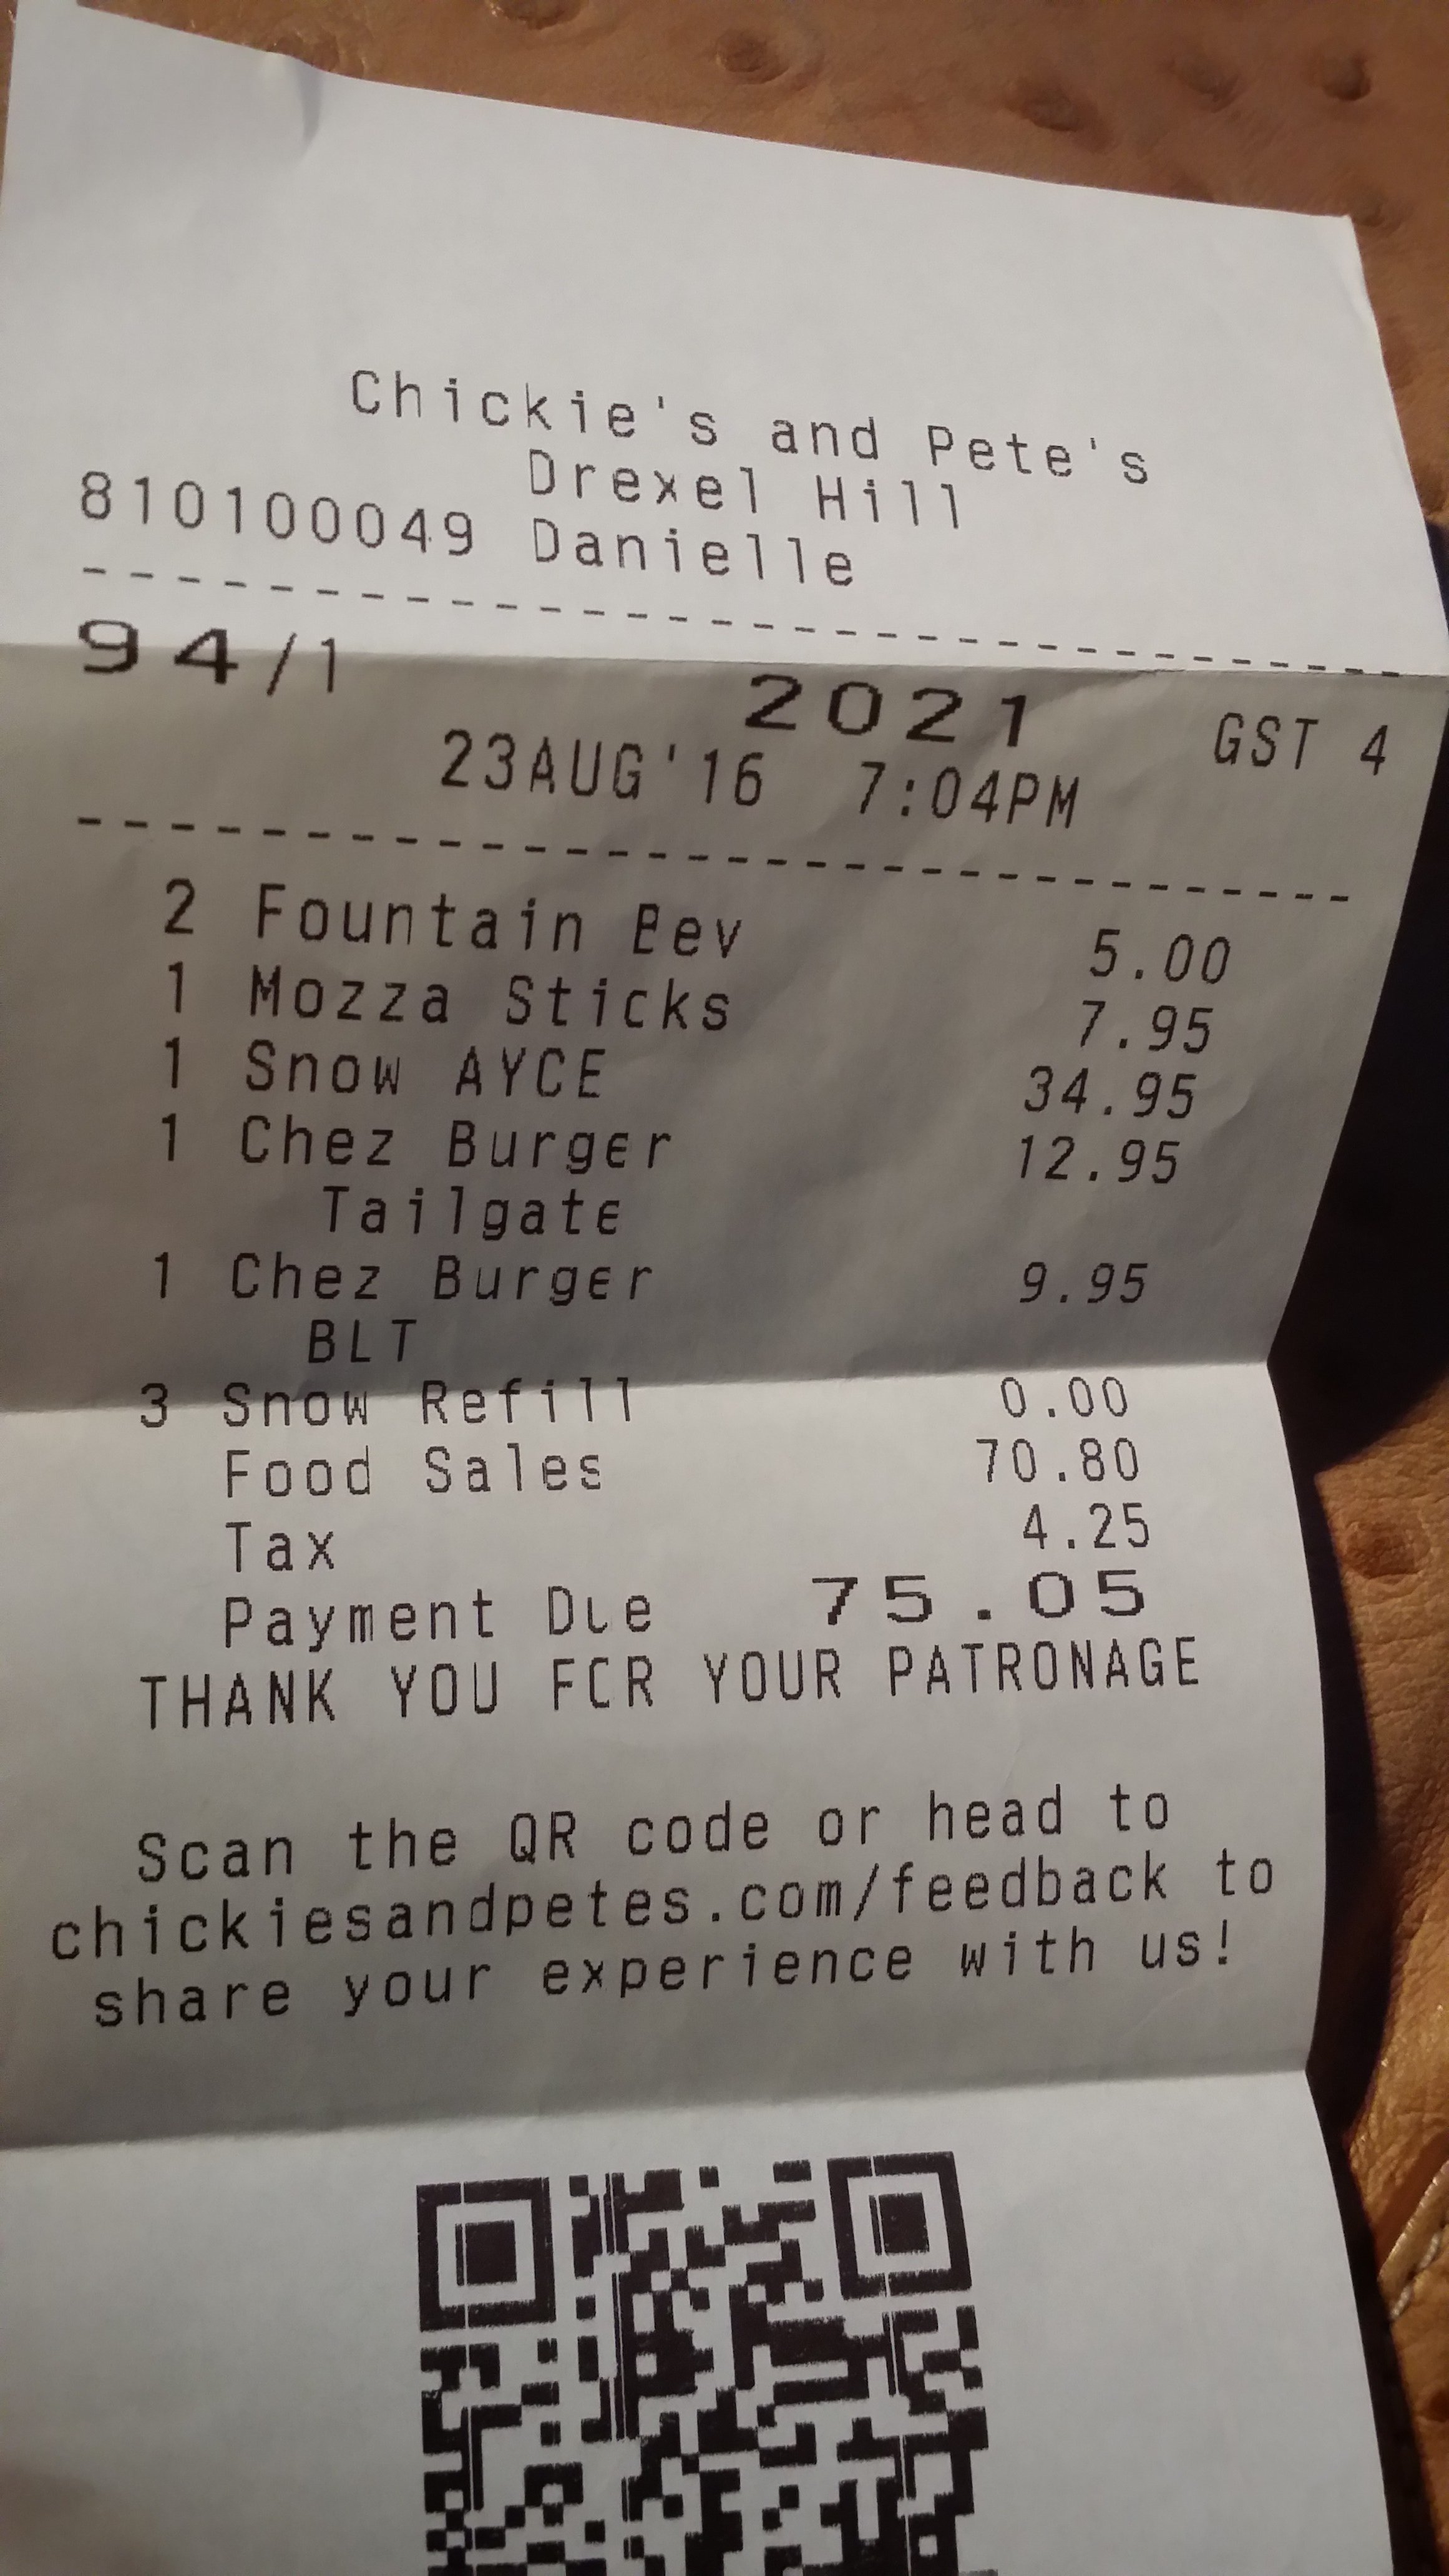 Chickie's and Pete's
Drexel Hill
810100049 Danielle
--------------------------------
94/1 2021 GST 4
23AUG'16 7:04PM
--------------------------------
2 Fountain Bev 5.00
1 Mozza Sticks 7.95
1 Snow AYCE 34.95
1 Chez Burger 12.95
Tailgate
1 Chez Burger 9.95
BLT
3 Snow Refill 0.00
Food Sales 70.80
Tax 4.25
Payment Due 75.05
THANK YOU FOR YOUR PATRONAGE
Scan the QR code or head to
chickiesandpetes.com/feedback to
share your experience with us!